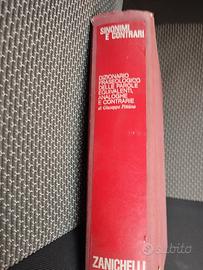 SINONIMI
E CONTRARI
DIZIONARIO
FRASEOLOGICO
DELLE PAROLE
EQUIVALENTI,
ANALOGHE
E CONTRARIE
di Giuseppe Pittàno
ZANICHELLI
subito